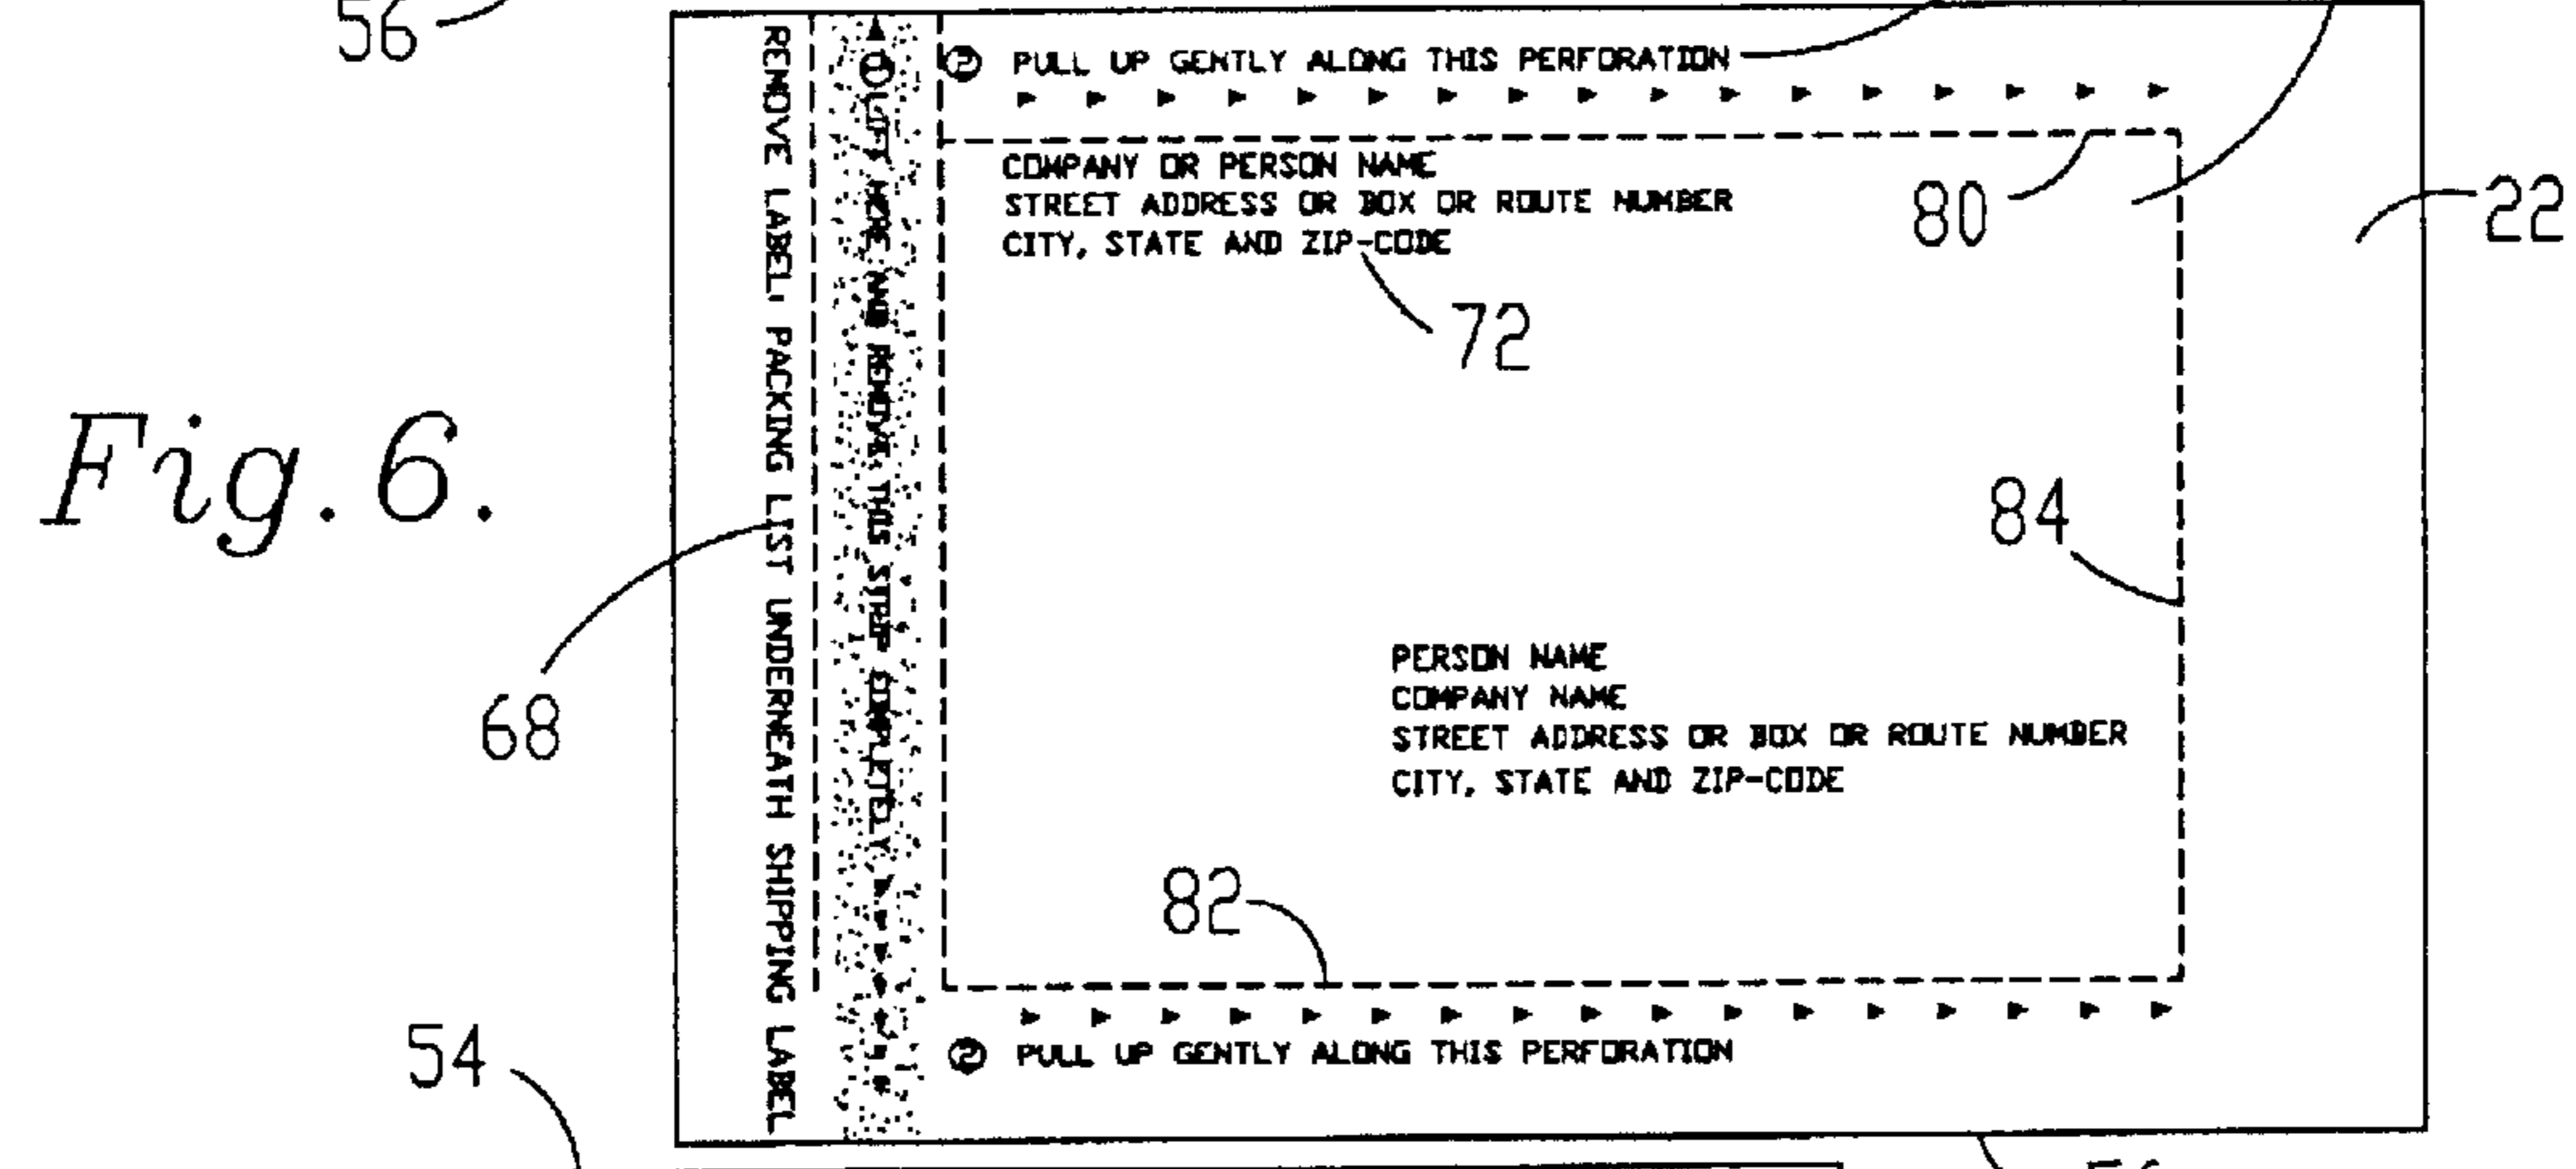 56
② PULL UP GENTLY ALONG THIS PERFORATION
COMPANY OR PERSON NAME
STREET ADDRESS OR BOX OR ROUTE NUMBER
CITY, STATE AND ZIP-CODE
80
22
72
REMOVE LABEL, PACKING LIST UNDERNEATH SHIPPING LABEL
① LIFT HERE AND REMOVE THIS STRIP COMPLETELY
Fig. 6.
84
68
PERSON NAME
COMPANY NAME
STREET ADDRESS OR BOX OR ROUTE NUMBER
CITY, STATE AND ZIP-CODE
82
② PULL UP GENTLY ALONG THIS PERFORATION
54